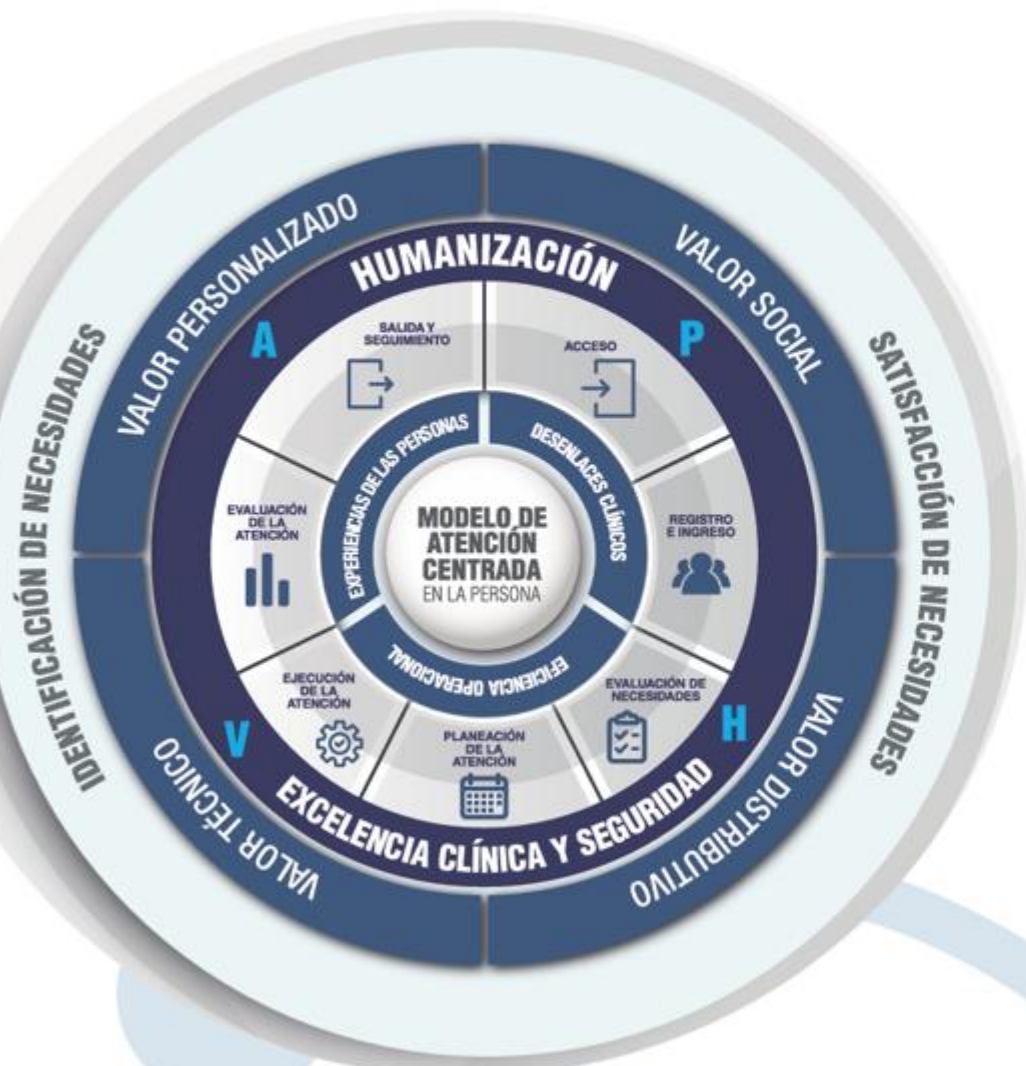 IDENTIFICACIÓN DE NECESIDADES
SATISFACCIÓN DE NECESIDADES
VALOR PERSONALIZADO
VALOR SOCIAL
VALOR DISTRIBUTIVO
VALOR TÉCNICO
HUMANIZACIÓN
EXCELENCIA CLÍNICA Y SEGURIDAD
A
P
H
V
ACCESO
REGISTRO
E INGRESO
EVALUACIÓN DE
NECESIDADES
PLANEACIÓN
DE LA
ATENCIÓN
EJECUCIÓN
DE LA
ATENCIÓN
EVALUACIÓN
DE LA
ATENCIÓN
SALIDA Y
SEGUIMIENTO
EXPERIENCIAS DE LAS PERSONAS
DESENLACES CLÍNICOS
EFICIENCIA OPERACIONAL
MODELO DE
ATENCIÓN
CENTRADA
EN LA PERSONA